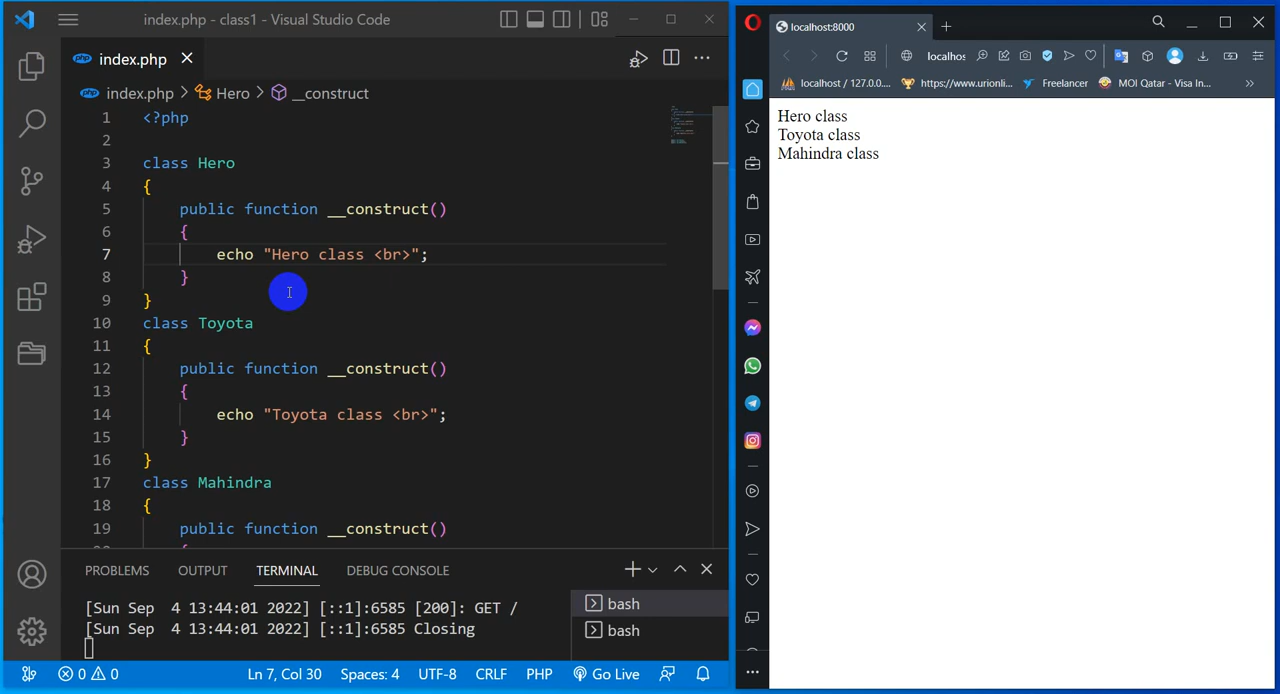 index.php - class1 - Visual Studio Code
php index.php
php index.php > Hero > __construct
1 <?php
2
3 class Hero
4 {
5 public function __construct()
6 {
7 echo "Hero class <br>";
8 }
9 }
10 class Toyota
11 {
12 public function __construct()
13 {
14 echo "Toyota class <br>";
15 }
16 }
17 class Mahindra
18 {
19 public function __construct()
PROBLEMS OUTPUT TERMINAL DEBUG CONSOLE
[Sun Sep 4 13:44:01 2022] [::1]:6585 [200]: GET /
[Sun Sep 4 13:44:01 2022] [::1]:6585 Closing
bash
bash
0 0 Ln 7, Col 30 Spaces: 4 UTF-8 CRLF PHP Go Live
localhost:8000
localhos
localhost / 127.0.0.... https://www.urionli... Freelancer MOI Qatar - Visa In...
Hero class
Toyota class
Mahindra class